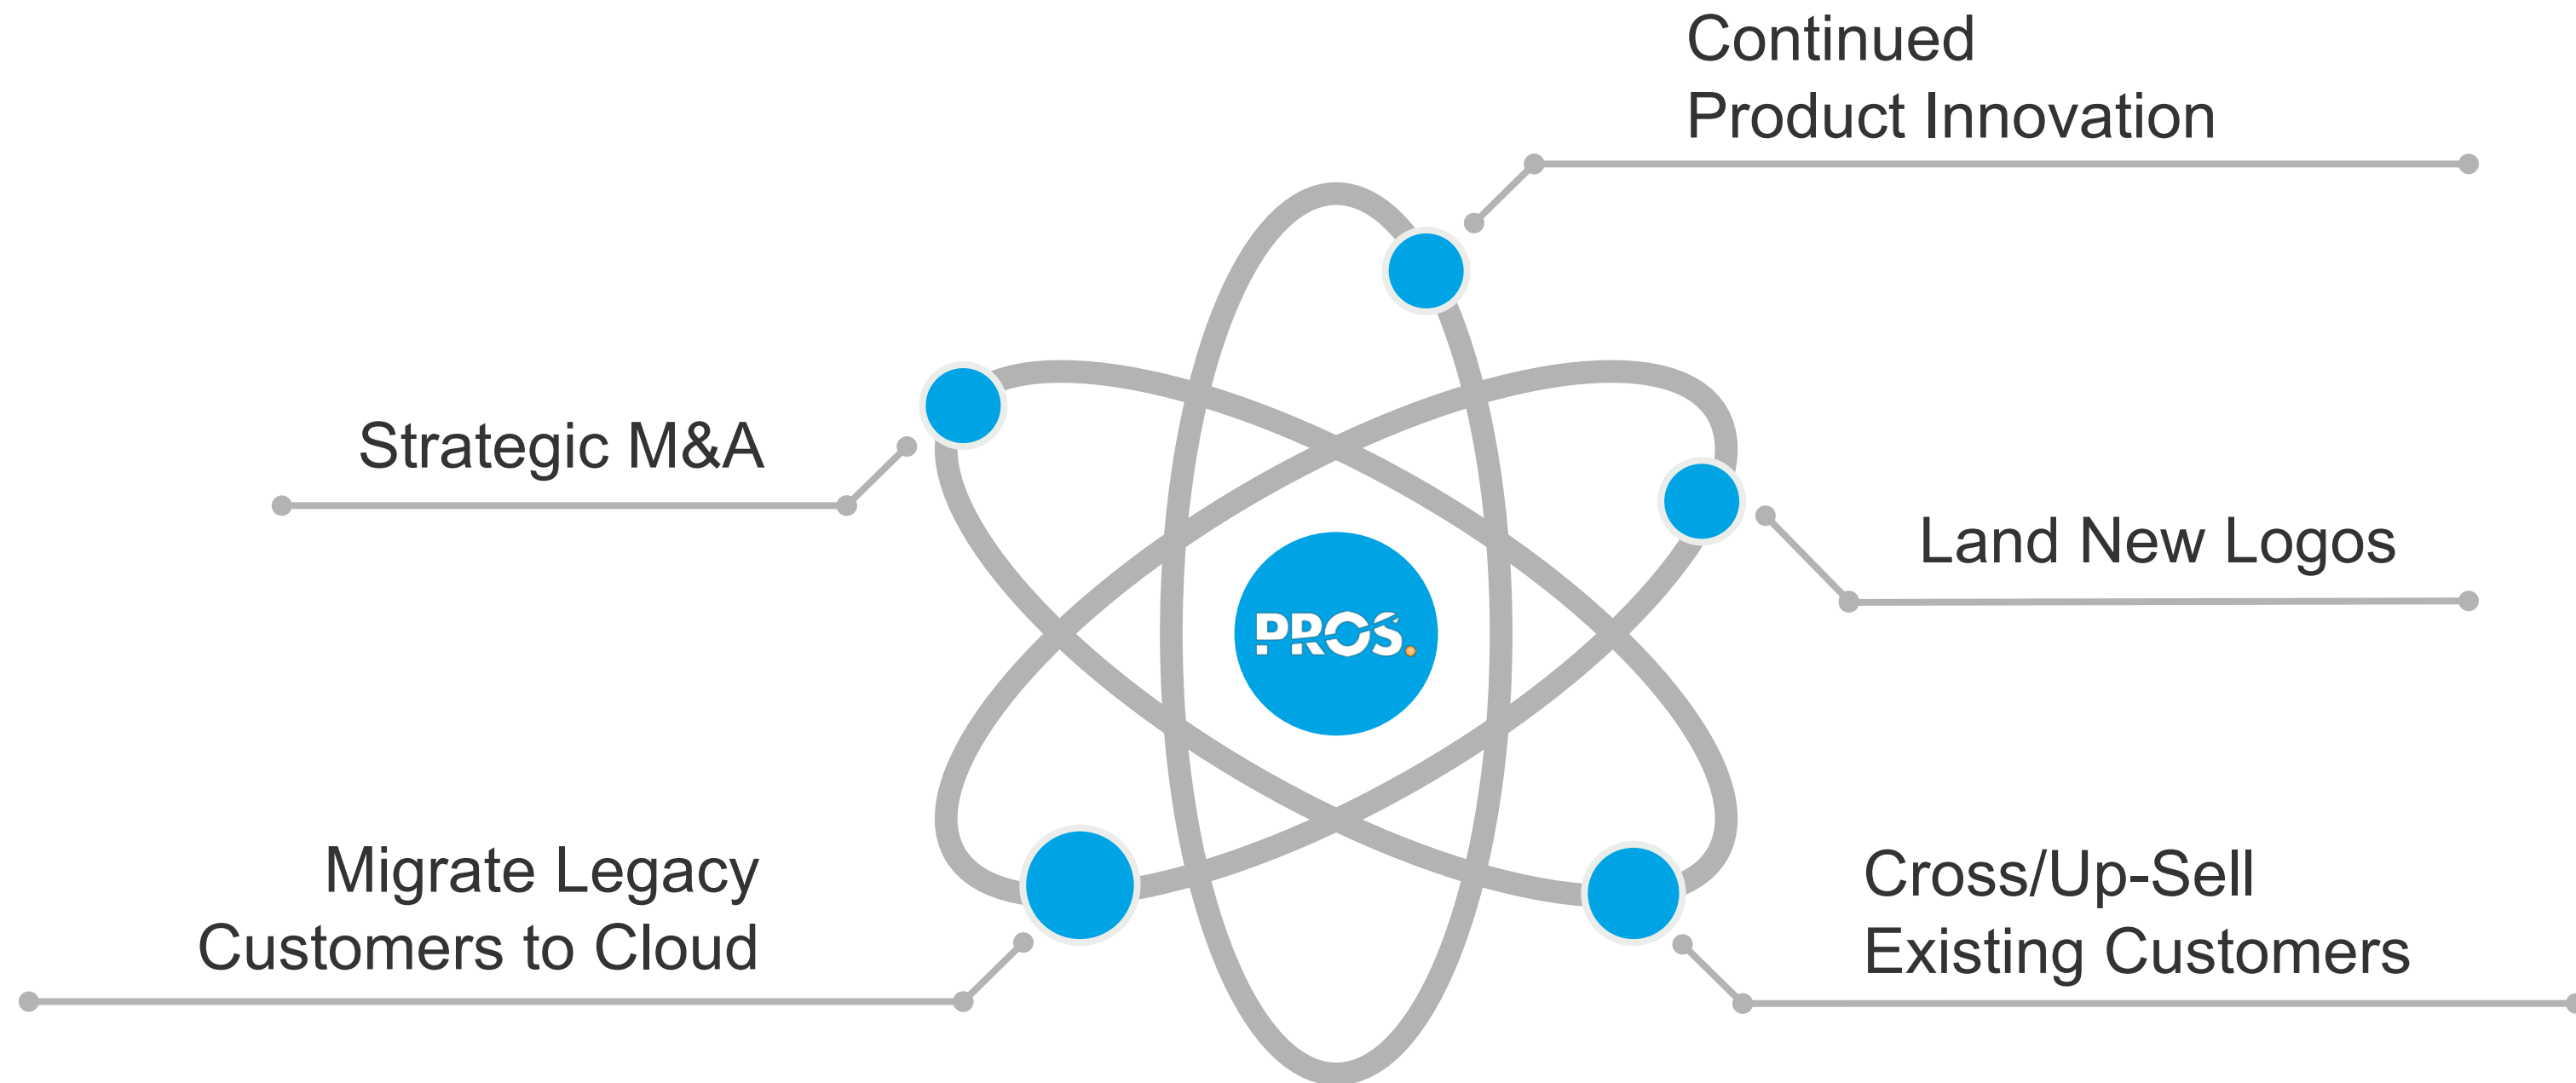 Continued
Product Innovation
Strategic M&A
Land New Logos
PROS.
Migrate Legacy
Customers to Cloud
Cross/Up-Sell
Existing Customers